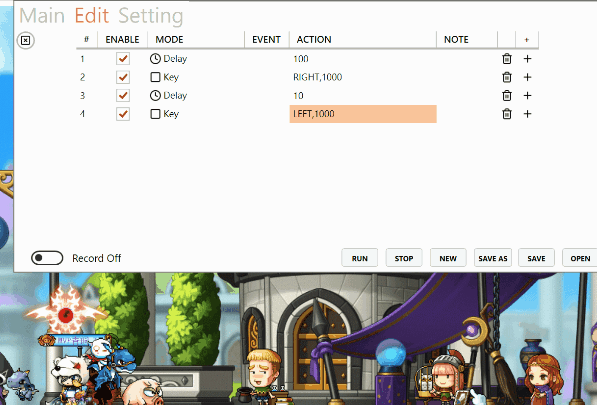 Main Edit Setting
# ENABLE MODE EVENT ACTION NOTE +
1 Delay 100 +
2 Key RIGHT,1000 +
3 Delay 10 +
4 Key LEFT,1000 +
Record Off RUN STOP NEW SAVE AS SAVE OPEN